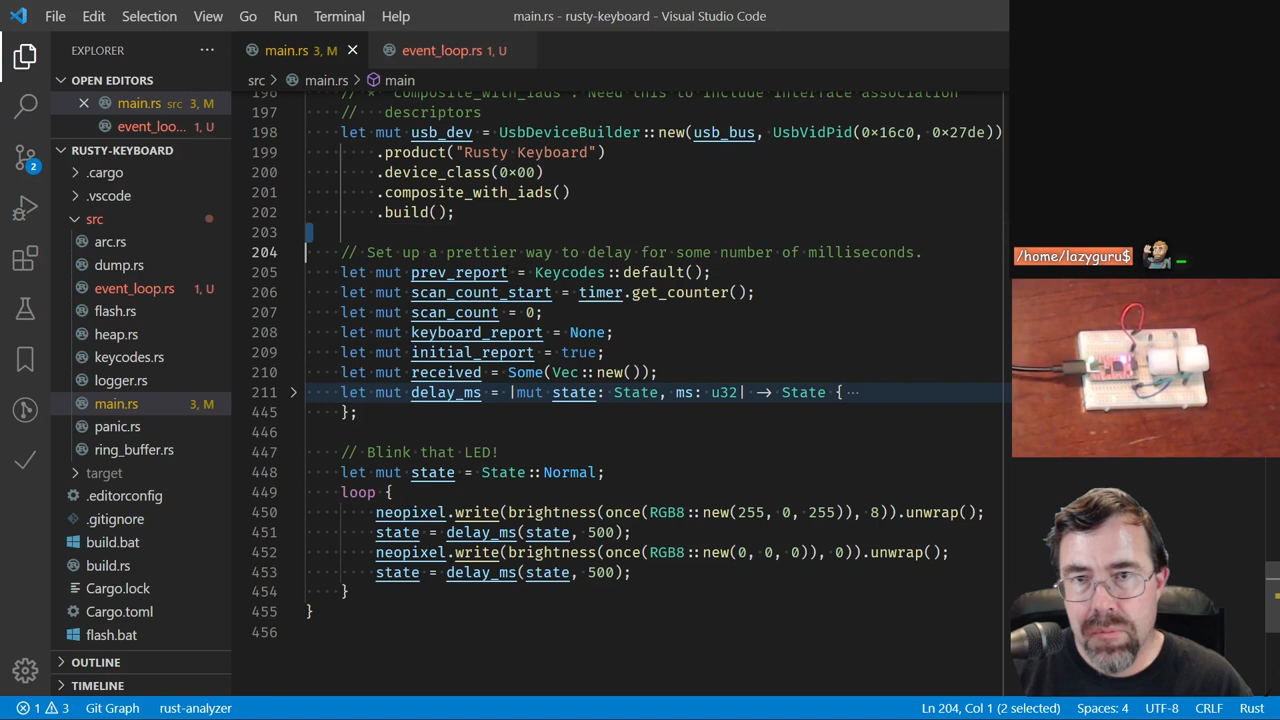 File Edit Selection View Go Run Terminal Help
main.rs - rusty-keyboard - Visual Studio Code
EXPLORER
OPEN EDITORS
main.rs src 3, M
event_loo... 1, U
RUSTY-KEYBOARD
.cargo
.vscode
src
arc.rs
dump.rs
event_loop.rs 1, U
flash.rs
heap.rs
keycodes.rs
logger.rs
main.rs 3, M
panic.rs
ring_buffer.rs
target
.editorconfig
.gitignore
build.bat
build.rs
Cargo.lock
Cargo.toml
flash.bat
OUTLINE
TIMELINE
2
main.rs 3, M
event_loop.rs 1, U
src > main.rs > main
196 // * `composite_with_iads`: Need this to include interface association
197 // descriptors
198 let mut usb_dev = UsbDeviceBuilder::new(usb_bus, UsbVidPid(0×16c0, 0×27de))
199 .product("Rusty Keyboard")
200 .device_class(0×00)
201 .composite_with_iads()
202 .build();
203
204 // Set up a prettier way to delay for some number of milliseconds.
205 let mut prev_report = Keycodes::default();
206 let mut scan_count_start = timer.get_counter();
207 let mut scan_count = 0;
208 let mut keyboard_report = None;
209 let mut initial_report = true;
210 let mut received = Some(Vec::new());
211 let mut delay_ms = |mut state: State, ms: u32| → State {…
445 };
446
447 // Blink that LED!
448 let mut state = State::Normal;
449 loop {
450 neopixel.write(brightness(once(RGB8::new(255, 0, 255)), 8)).unwrap();
451 state = delay_ms(state, 500);
452 neopixel.write(brightness(once(RGB8::new(0, 0, 0)), 0)).unwrap();
453 state = delay_ms(state, 500);
454 }
455 }
456
/home/lazyguru$
1 3 Git Graph rust-analyzer
Ln 204, Col 1 (2 selected) Spaces: 4 UTF-8 CRLF Rust